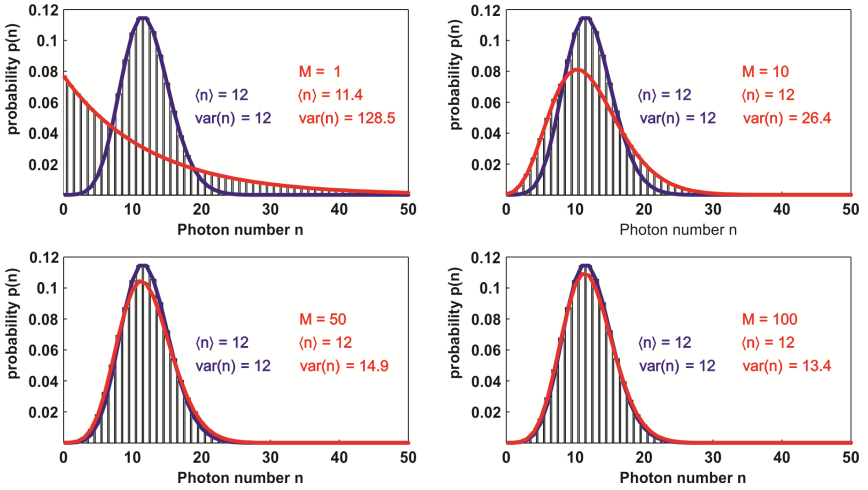 probability p(n)
0.12
0.10
0.08
0.06
0.04
0.02
⟨n⟩ = 12
var(n) = 12
M = 1
⟨n⟩ = 11.4
var(n) = 128.5
0 10 20 30 40 50
Photon number n
probability p(n)
0.12
0.1
0.08
0.06
0.04
0.02
⟨n⟩ = 12
var(n) = 12
M = 10
⟨n⟩ = 12
var(n) = 26.4
0 10 20 30 40 50
Photon number n
probability p(n)
0.12
0.1
0.08
0.06
0.04
0.02
⟨n⟩ = 12
var(n) = 12
M = 50
⟨n⟩ = 12
var(n) = 14.9
0 10 20 30 40 50
Photon number n
probability p(n)
0.12
0.1
0.08
0.06
0.04
0.02
⟨n⟩ = 12
var(n) = 12
M = 100
⟨n⟩ = 12
var(n) = 13.4
0 10 20 30 40 50
Photon number n